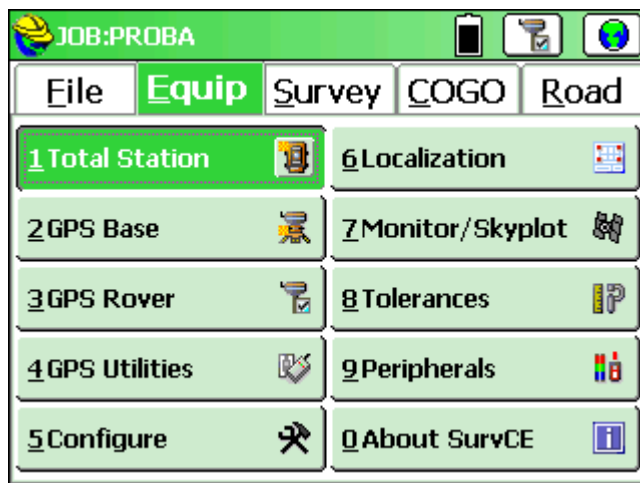 JOB:PROBA
File Equip Survey COGO Road
1 Total Station
6 Localization
2 GPS Base
7 Monitor/Skyplot
3 GPS Rover
8 Tolerances
4 GPS Utilities
9 Peripherals
5 Configure
0 About SurvCE